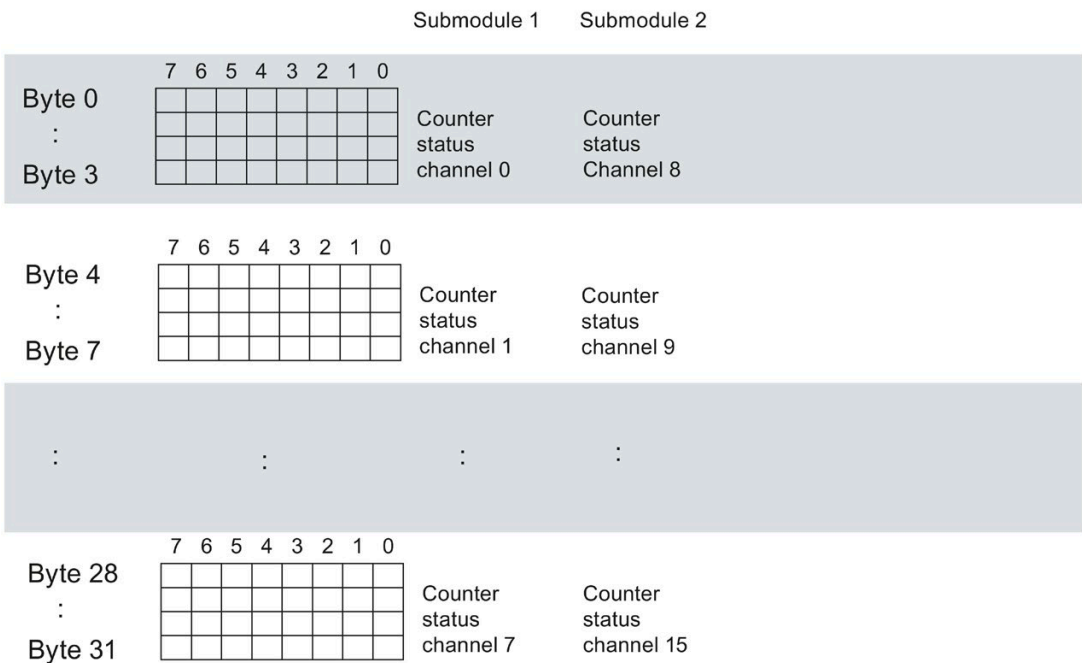 Submodule 1 Submodule 2
7 6 5 4 3 2 1 0
Byte 0
:
Byte 3
Counter
status
channel 0
Counter
status
Channel 8
7 6 5 4 3 2 1 0
Byte 4
:
Byte 7
Counter
status
channel 1
Counter
status
channel 9
: : : :
7 6 5 4 3 2 1 0
Byte 28
:
Byte 31
Counter
status
channel 7
Counter
status
channel 15